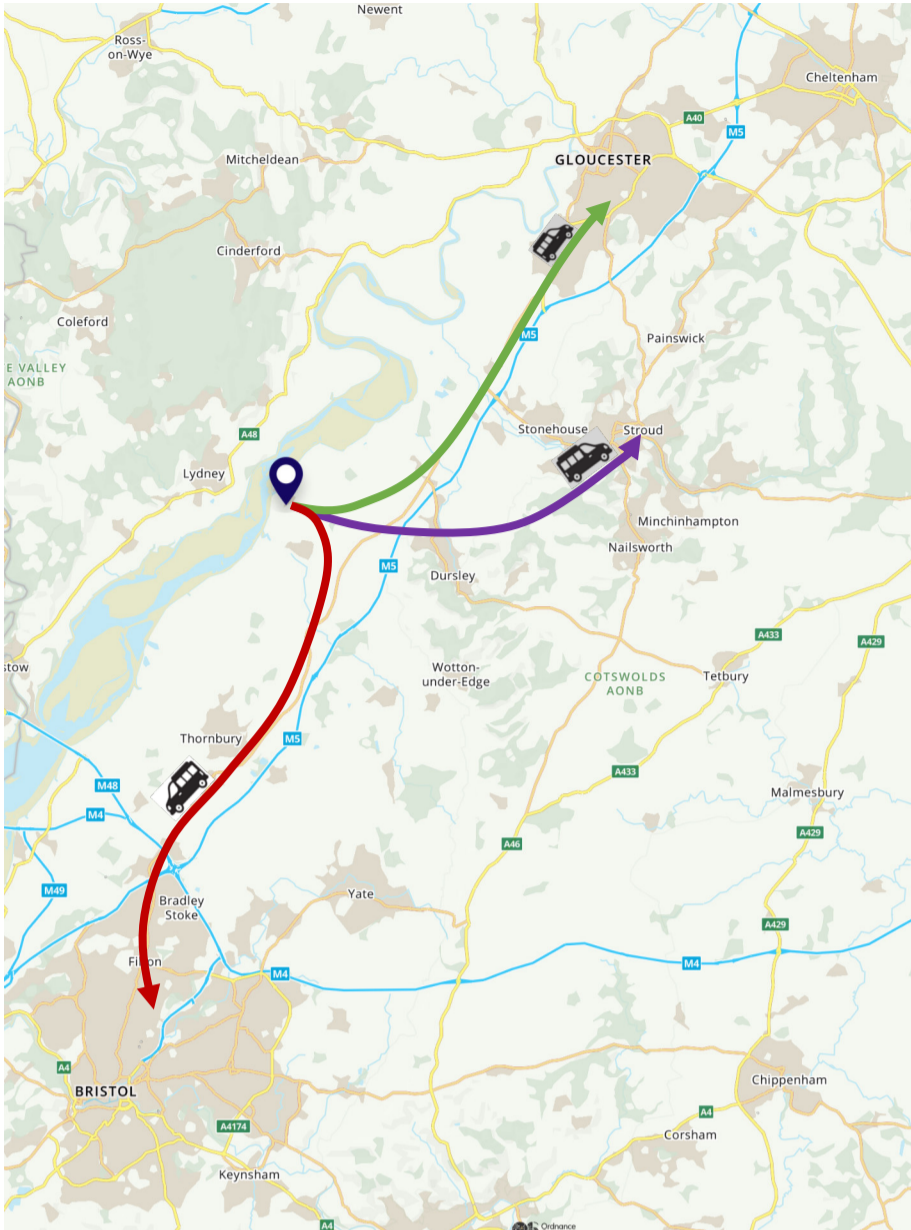 Newent
Ross-
on-Wye
Cheltenham
A40
M5
Mitcheldean
GLOUCESTER
Cinderford
Coleford
M5
Painswick
E VALLEY
AONB
Stonehouse
Stroud
A48
Lydney
Minchinhampton
Nailsworth
M5
Dursley
A433
A429
stow
Wotton-
under-Edge
COTSWOLDS
AONB
Tetbury
Thornbury
M5
A433
M48
Malmesbury
M4
A429
A46
M49
Yate
Bradley
Stoke
A429
M4
M4
A4
Chippenham
BRISTOL
A4
A4174
Corsham
Keynsham
A4
Ordnance